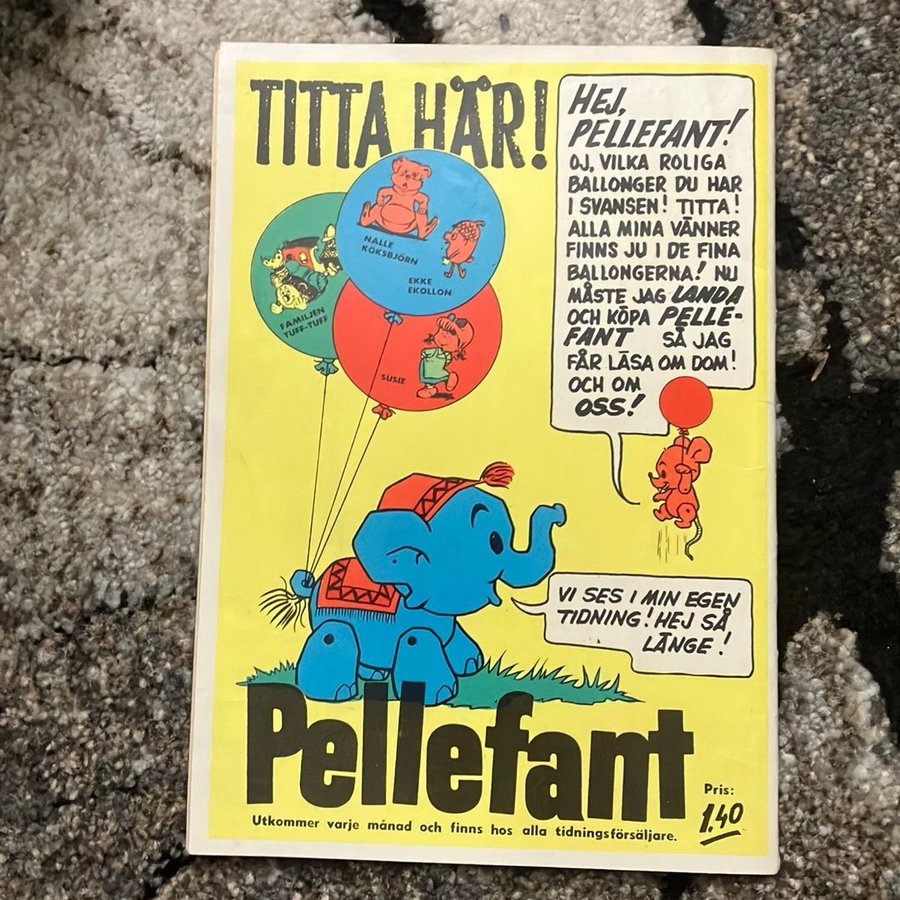 TITTA HÄR!
HEJ,
PELLEFANT!
OJ, VILKA ROLIGA
BALLONGER DU HAR
I SVANSEN! TITTA!
ALLA MINA VÄNNER
FINNS JU I DE FINA
BALLONGERNA! NU
MÅSTE JAG LANDA
OCH KÖPA PELLE-
FANT SÅ JAG
FÅR LÄSA OM DOM!
OCH OM
OSS!
NALLE
KOKSBJÖRN
EKKE
EKOLLON
FAMILJEN
TUFF-TUFF
SUSIE
VI SES I MIN EGEN
TIDNING! HEJ SÅ
LÄNGE!
Pellefant
Pris:
1,40
Utkommer varje månad och finns hos alla tidningsförsäljare.